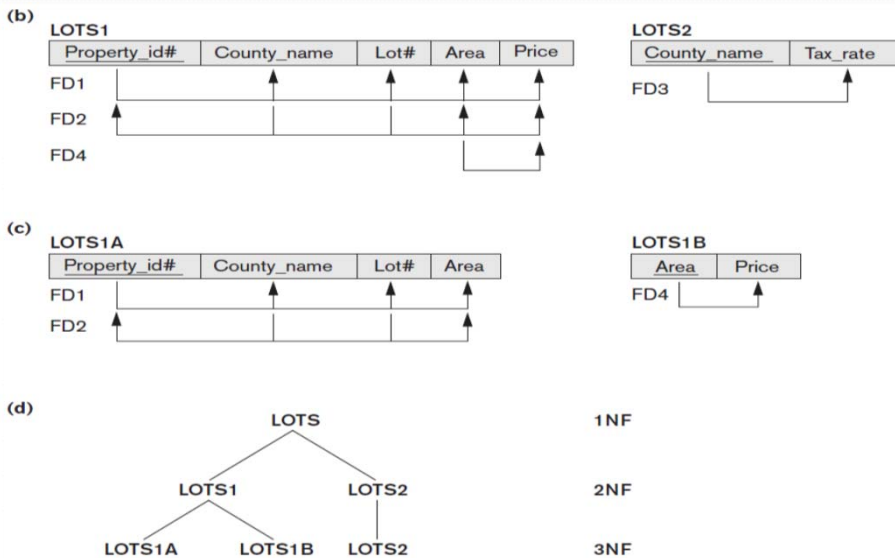 (b)
LOTS1 LOTS2
Property_id# County_name Lot# Area Price County_name Tax_rate
FD1 FD3
FD2
FD4
(c)
LOTS1A LOTS1B
Property_id# County_name Lot# Area Area Price
FD1 FD4
FD2
(d)
LOTS 1NF
LOTS1 LOTS2 2NF
LOTS1A LOTS1B LOTS2 3NF